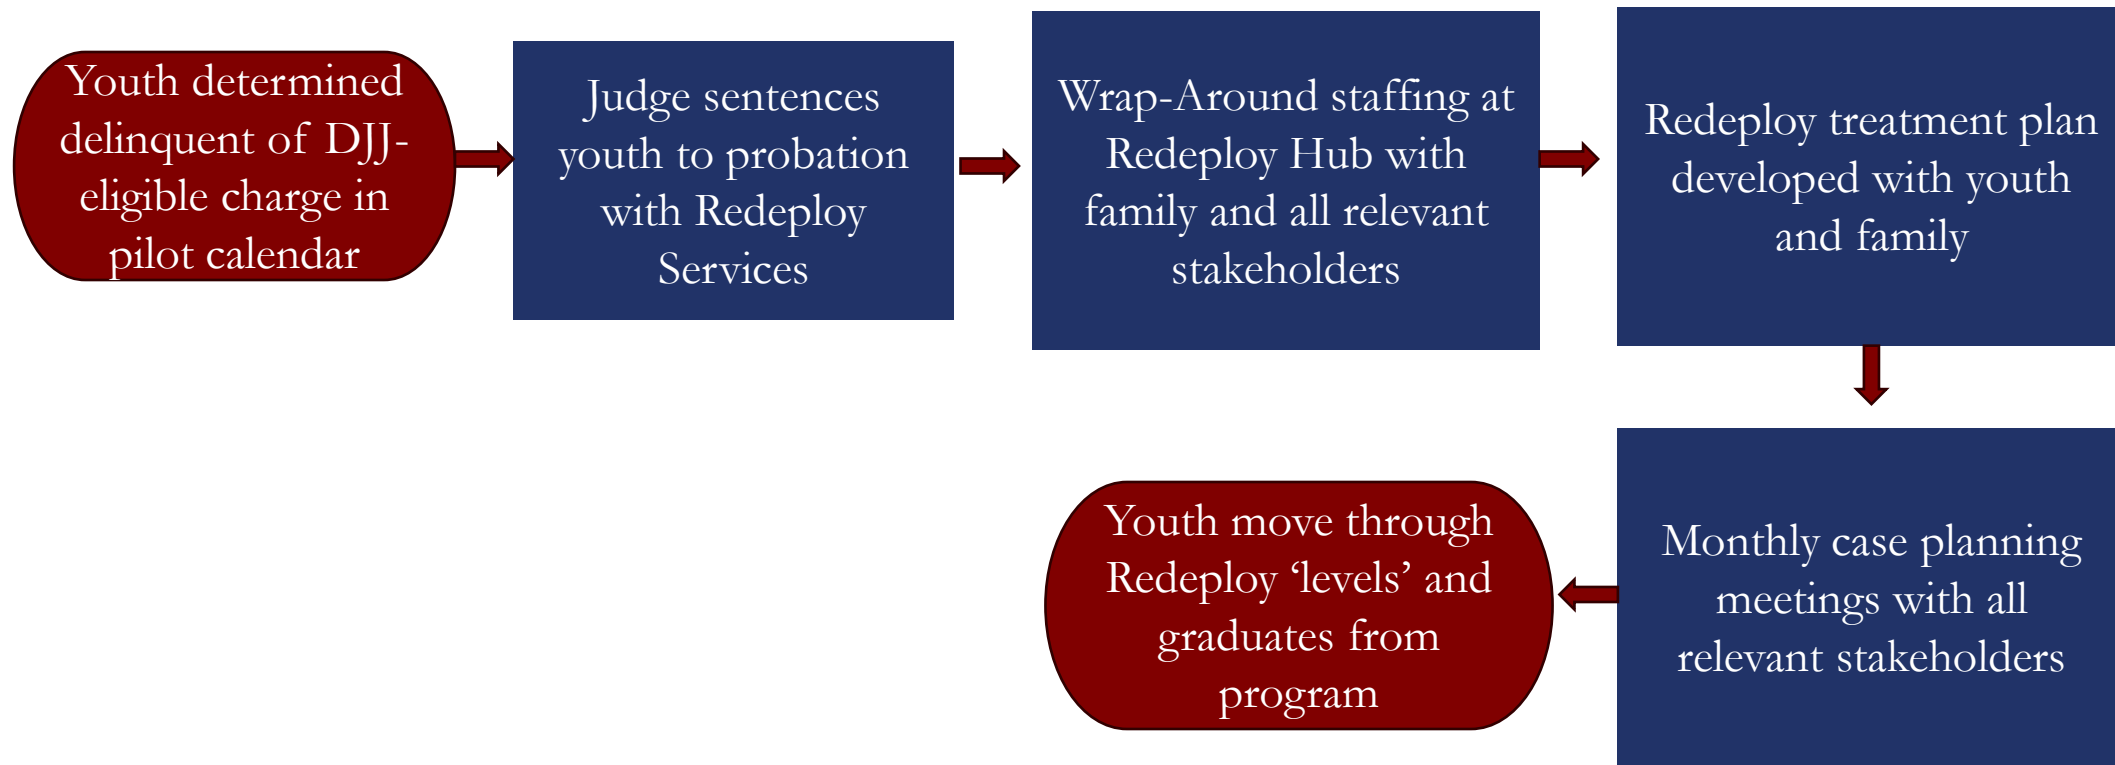 Youth determined
delinquent of DJJ-
eligible charge in
pilot calendar
Judge sentences
youth to probation
with Redeploy
Services
Wrap-Around staffing at
Redeploy Hub with
family and all relevant
stakeholders
Redeploy treatment plan
developed with youth
and family
Monthly case planning
meetings with all
relevant stakeholders
Youth move through
Redeploy ‘levels’ and
graduates from
program